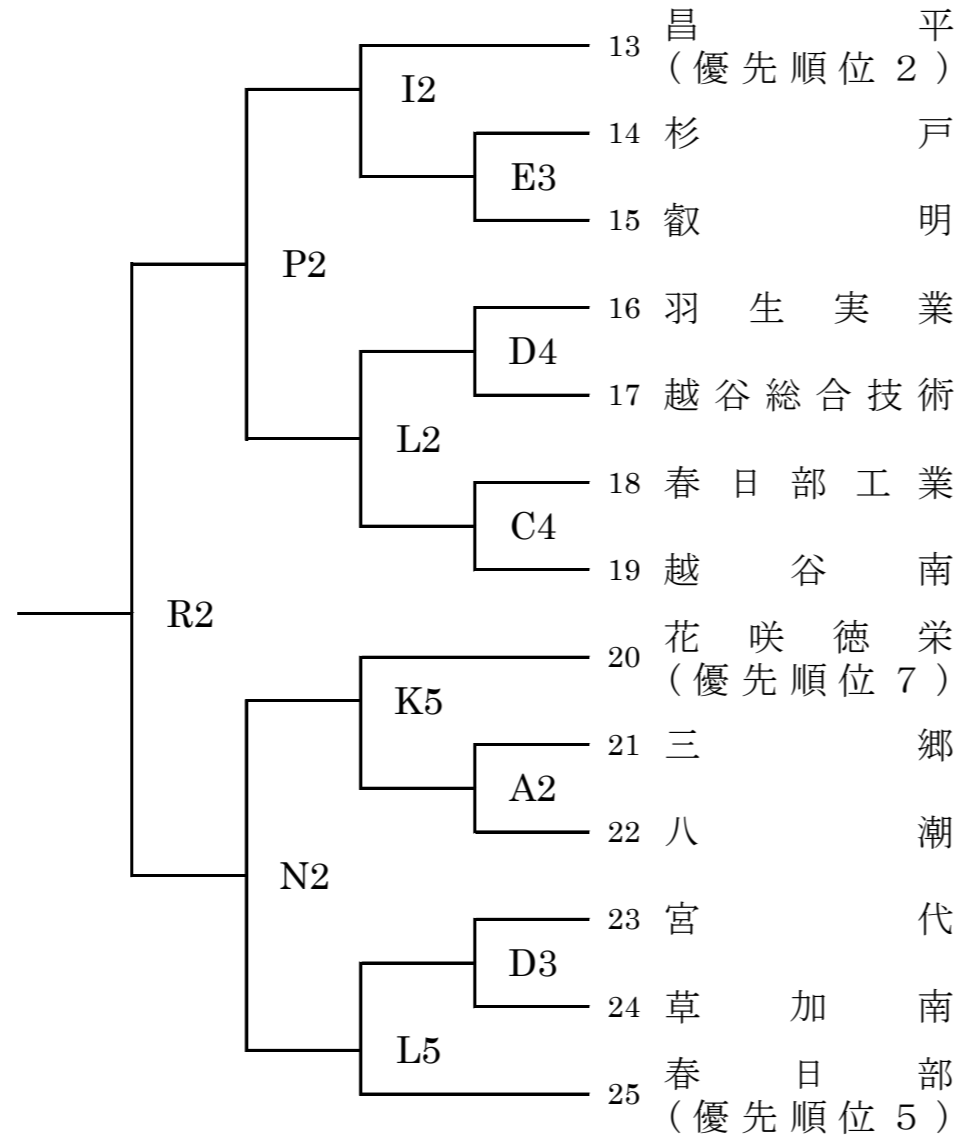 13 昌平
(優先順位２)
I2
14 杉戸
E3
15 叡明
P2
16 羽生実業
D4
17 越谷総合技術
L2
18 春日部工業
C4
19 越谷南
R2
20 花咲徳栄
(優先順位７)
K5
21 三郷
A2
22 八潮
N2
23 宮代
D3
24 草加南
L5
25 春日部
(優先順位５)